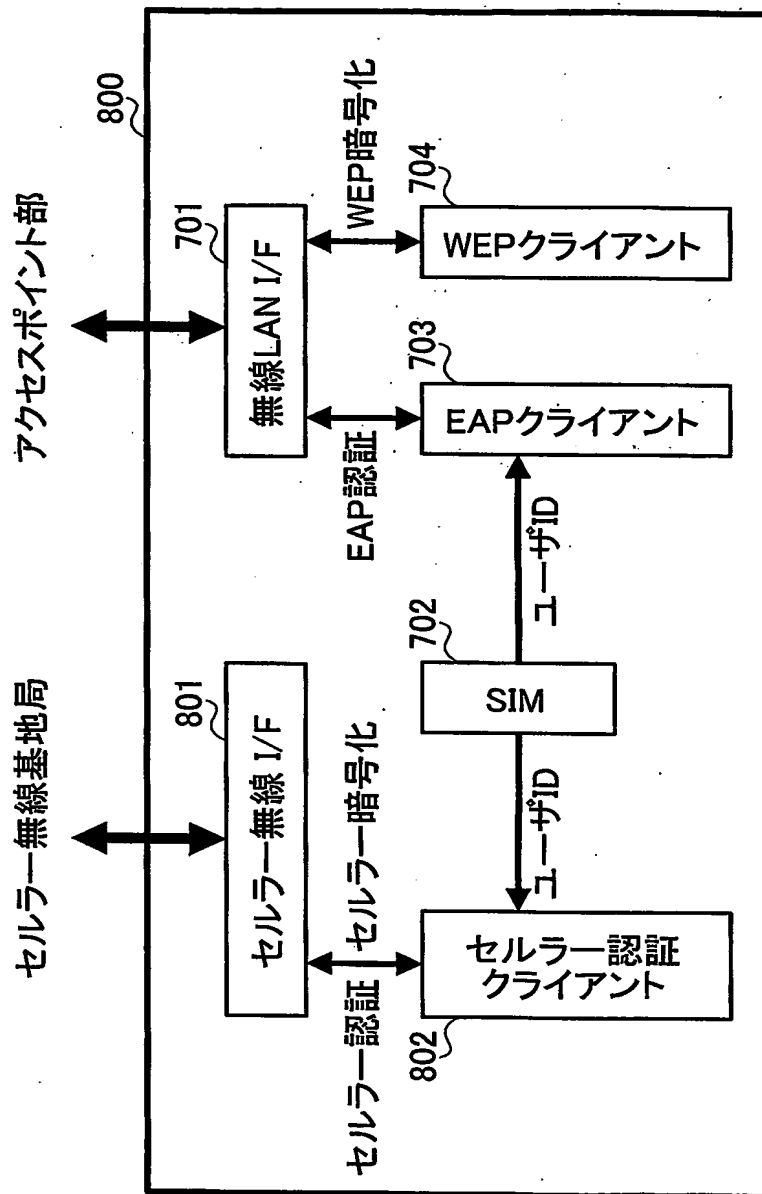 セルラー無線基地局
アクセスポイント部
800
801
セルラー無線 I/F
701
無線LAN I/F
セルラー認証
セルラー暗号化
EAP認証
WEP暗号化
802
セルラー認証
クライアント
ユーザID
702
SIM
ユーザID
703
EAPクライアント
704
WEPクライアント